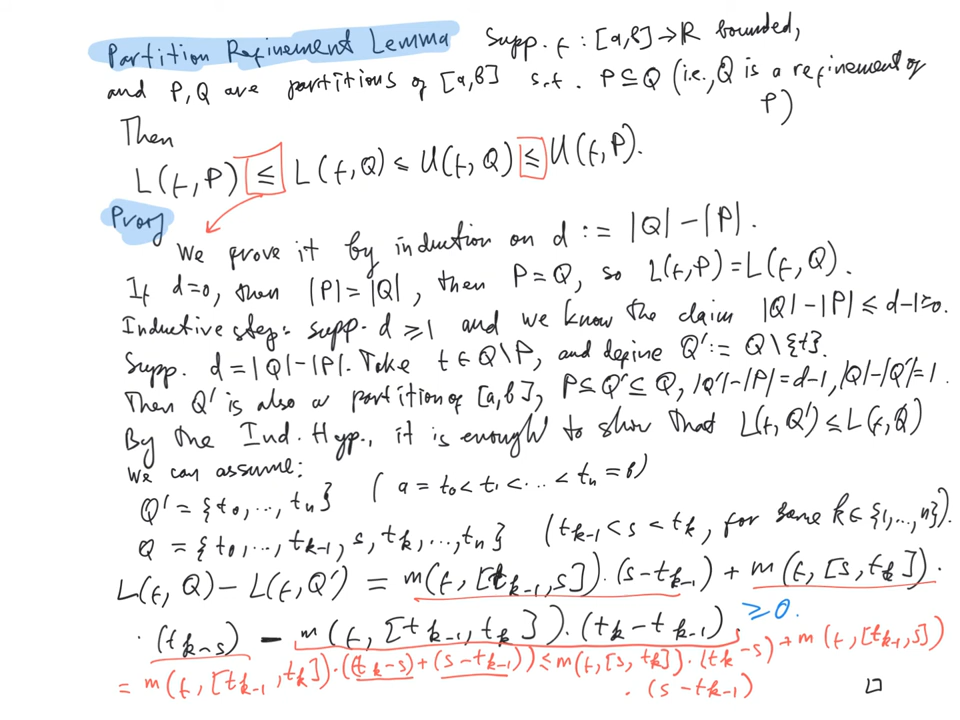 Partition Refinement Lemma Supp. f : [a,b] → R bounded,
and P, Q are partitions of [a,b] s.t. P ⊆ Q (i.e., Q is a refinement of
P)
Then
L(f,P) ≤ L(f,Q) ≤ U(f,Q) ≤ U(f,P).
Proof
We prove it by induction on d := |Q| - |P|.
If d=0, then |P|=|Q|, then P=Q, so L(f,P)=L(f,Q).
Inductive step: supp. d ≥ 1 and we know the claim |Q|-|P| ≤ d-1≥0.
Supp. d = |Q|-|P|. Take t ∈ Q\P, and define Q' := Q\{t}.
Then Q' is also a partition of [a,b], P ⊆ Q' ⊆ Q, |Q'|-|P|=d-1, |Q|-|Q'|=1.
By the Ind. Hyp., it is enough to show that L(f,Q') ≤ L(f,Q)
We can assume:
Q' = {t0,...,tn} (a = t0 < t1 < ... < tn = b)
Q = {t0,...,tk-1, s, tk,...,tn} (tk-1 < s < tk, for some k ∈ {1,...,n}).
L(f,Q) - L(f,Q') = m(f,[tk-1,s]).(s-tk-1) + m(f,[s,tk]).
.(tk-s) - m(f,[tk-1,tk]).(tk-tk-1). ≥ 0.
= m(f,[tk-1,tk]).((tk-s)+(s-tk-1)) ≤ m(f,[s,tk]).(tk-s) + m(f,[tk-1,s])
.(s-tk-1) □